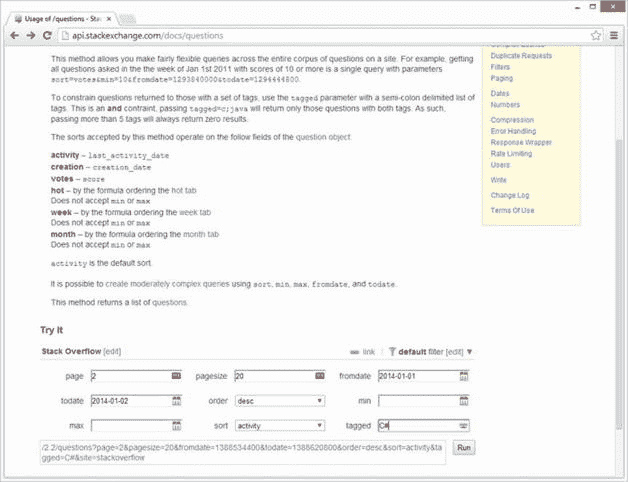 Usage of /questions - Stac
api.stackexchange.com/docs/questions
This method allows you make fairly flexible queries across the entire corpus of questions on a site. For example, getting
all questions asked in the the week of Jan 1st 2011 with scores of 10 or more is a single query with parameters
sort=votes&min=10&fromdate=1293840000&todate=1294444800.
To constrain questions returned to those with a set of tags, use the tagged parameter with a semi-colon delimited list of
tags. This is an and contraint, passing tagged=c;java will return only those questions with both tags. As such,
passing more than 5 tags will always return zero results.
The sorts accepted by this method operate on the follow fields of the question object:
activity – last_activity_date
creation – creation_date
votes – score
hot – by the formula ordering the hot tab
Does not accept min or max
week – by the formula ordering the week tab
Does not accept min or max
month – by the formula ordering the month tab
Does not accept min or max
activity is the default sort.
It is possible to create moderately complex queries using sort, min, max, fromdate, and todate.
This method returns a list of questions.
Duplicate Requests
Filters
Paging
Dates
Numbers
Compression
Error Handling
Response Wrapper
Rate Limiting
Users
Write
Change Log
Terms Of Use
Try It
Stack Overflow [edit] link default filter [edit]
page 2 pagesize 20 fromdate 2014-01-01
todate 2014-01-02 order desc min
max sort activity tagged C#
/2.2/questions?page=2&pagesize=20&fromdate=1388534400&todate=1388620800&order=desc&sort=activity&ta
gged=C#&site=stackoverflow
Run